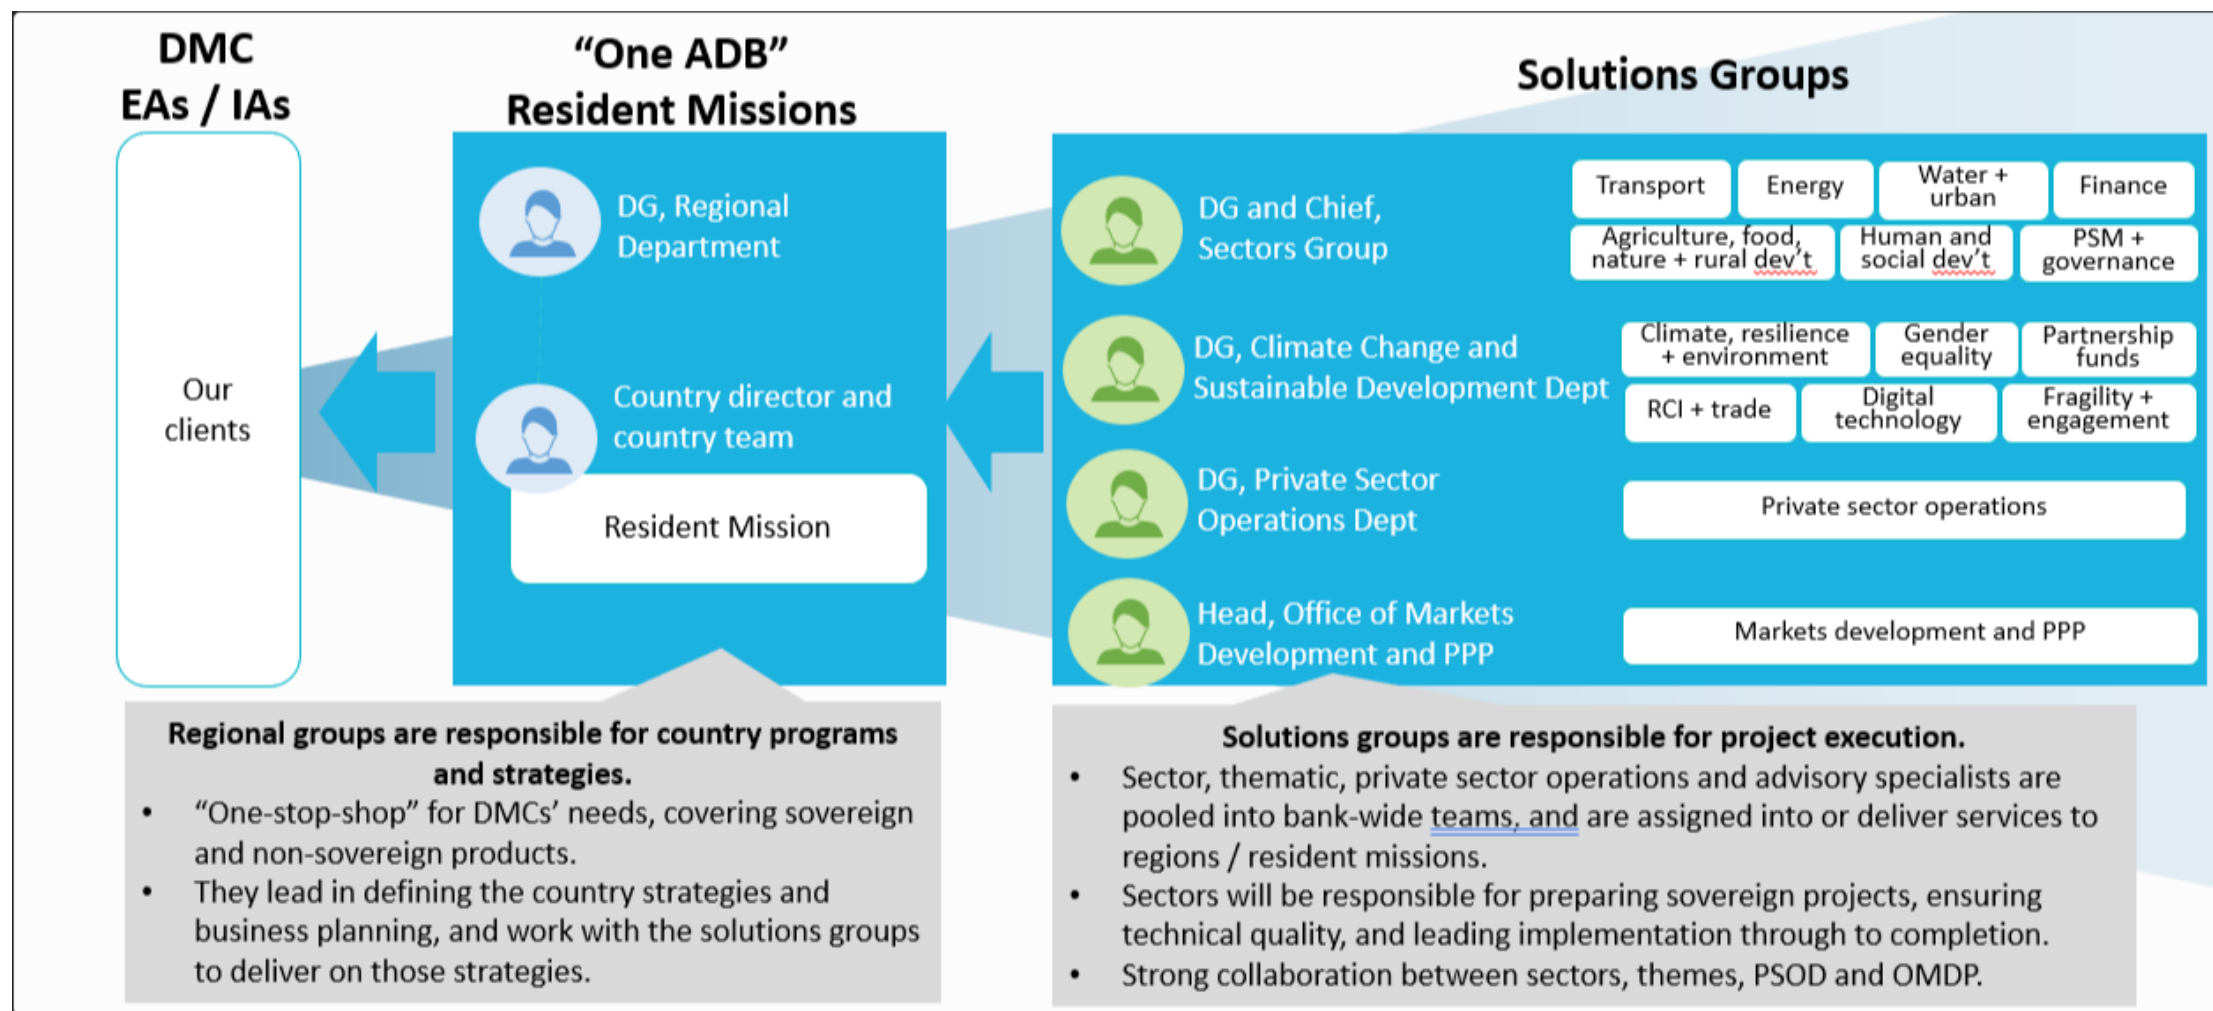 DMC
EAs / IAs
Our
clients
“One ADB”
Resident Missions
DG, Regional
Department
Country director and
country team
Resident Mission
Solutions Groups
DG and Chief,
Sectors Group
Transport
Energy
Water +
urban
Finance
Agriculture, food,
nature + rural dev’t
Human and
social dev’t
PSM +
governance
DG, Climate Change and
Sustainable Development Dept
Climate, resilience
+ environment
Gender
equality
Partnership
funds
RCI + trade
Digital
technology
Fragility +
engagement
DG, Private Sector
Operations Dept
Private sector operations
Head, Office of Markets
Development and PPP
Markets development and PPP
Regional groups are responsible for country programs
and strategies.
• “One-stop-shop” for DMCs’ needs, covering sovereign
and non-sovereign products.
• They lead in defining the country strategies and
business planning, and work with the solutions groups
to deliver on those strategies.
Solutions groups are responsible for project execution.
• Sector, thematic, private sector operations and advisory specialists are
pooled into bank-wide teams, and are assigned into or deliver services to
regions / resident missions.
• Sectors will be responsible for preparing sovereign projects, ensuring
technical quality, and leading implementation through to completion.
• Strong collaboration between sectors, themes, PSOD and OMDP.